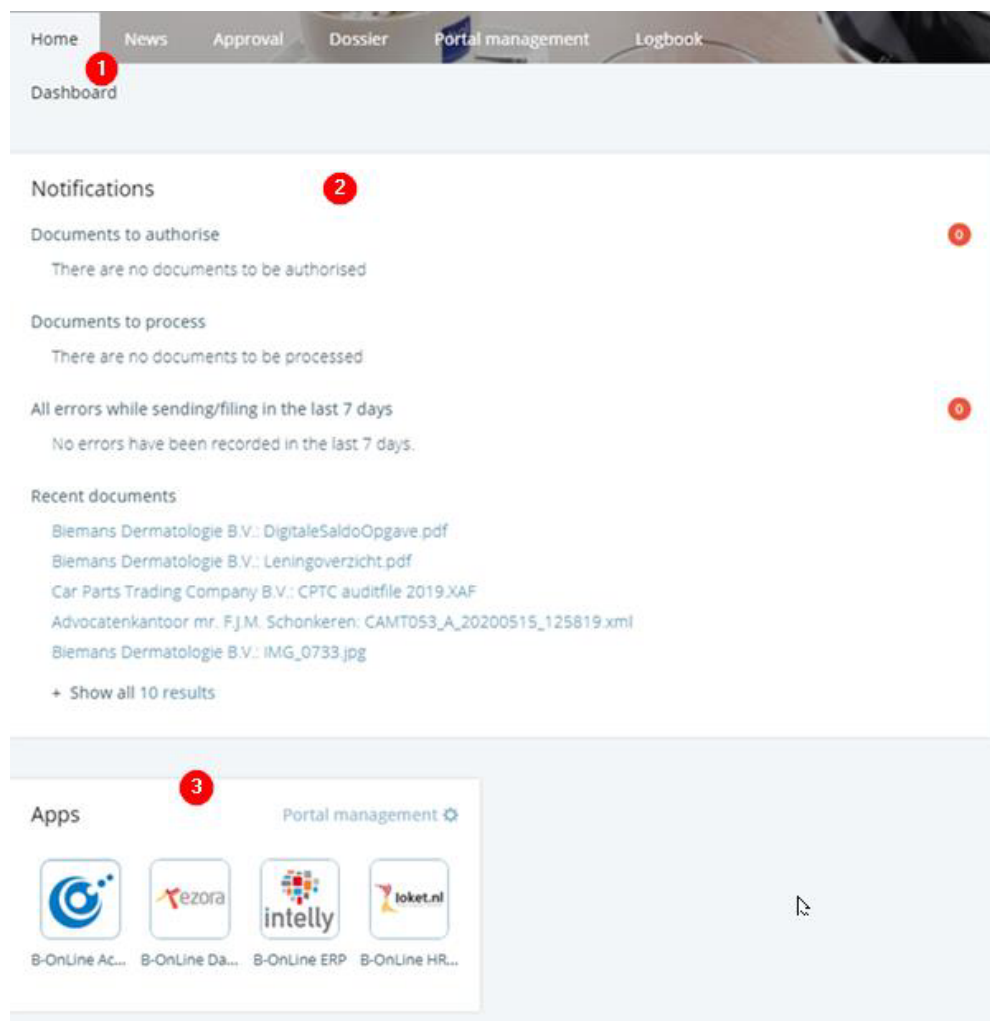 Home News Approval Dossier Portal management Logbook
1
Dashboard
Notifications
2
Documents to authorise
0
There are no documents to be authorised
Documents to process
There are no documents to be processed
All errors while sending/filing in the last 7 days
0
No errors have been recorded in the last 7 days.
Recent documents
Biemans Dermatologie B.V.: DigitaleSaldoOpgave.pdf
Biemans Dermatologie B.V.: Leningoverzicht.pdf
Car Parts Trading Company B.V.: CPTC auditfile 2019.XAF
Advocatenkantoor mr. F.J.M. Schonkeren: CAMT053_A_20200515_125819.xml
Biemans Dermatologie B.V.: IMG_0733.jpg
+ Show all 10 results
3
Apps Portal management
ezora intelly loket.nl
B-OnLine Ac... B-OnLine Da... B-OnLine ERP B-OnLine HR...